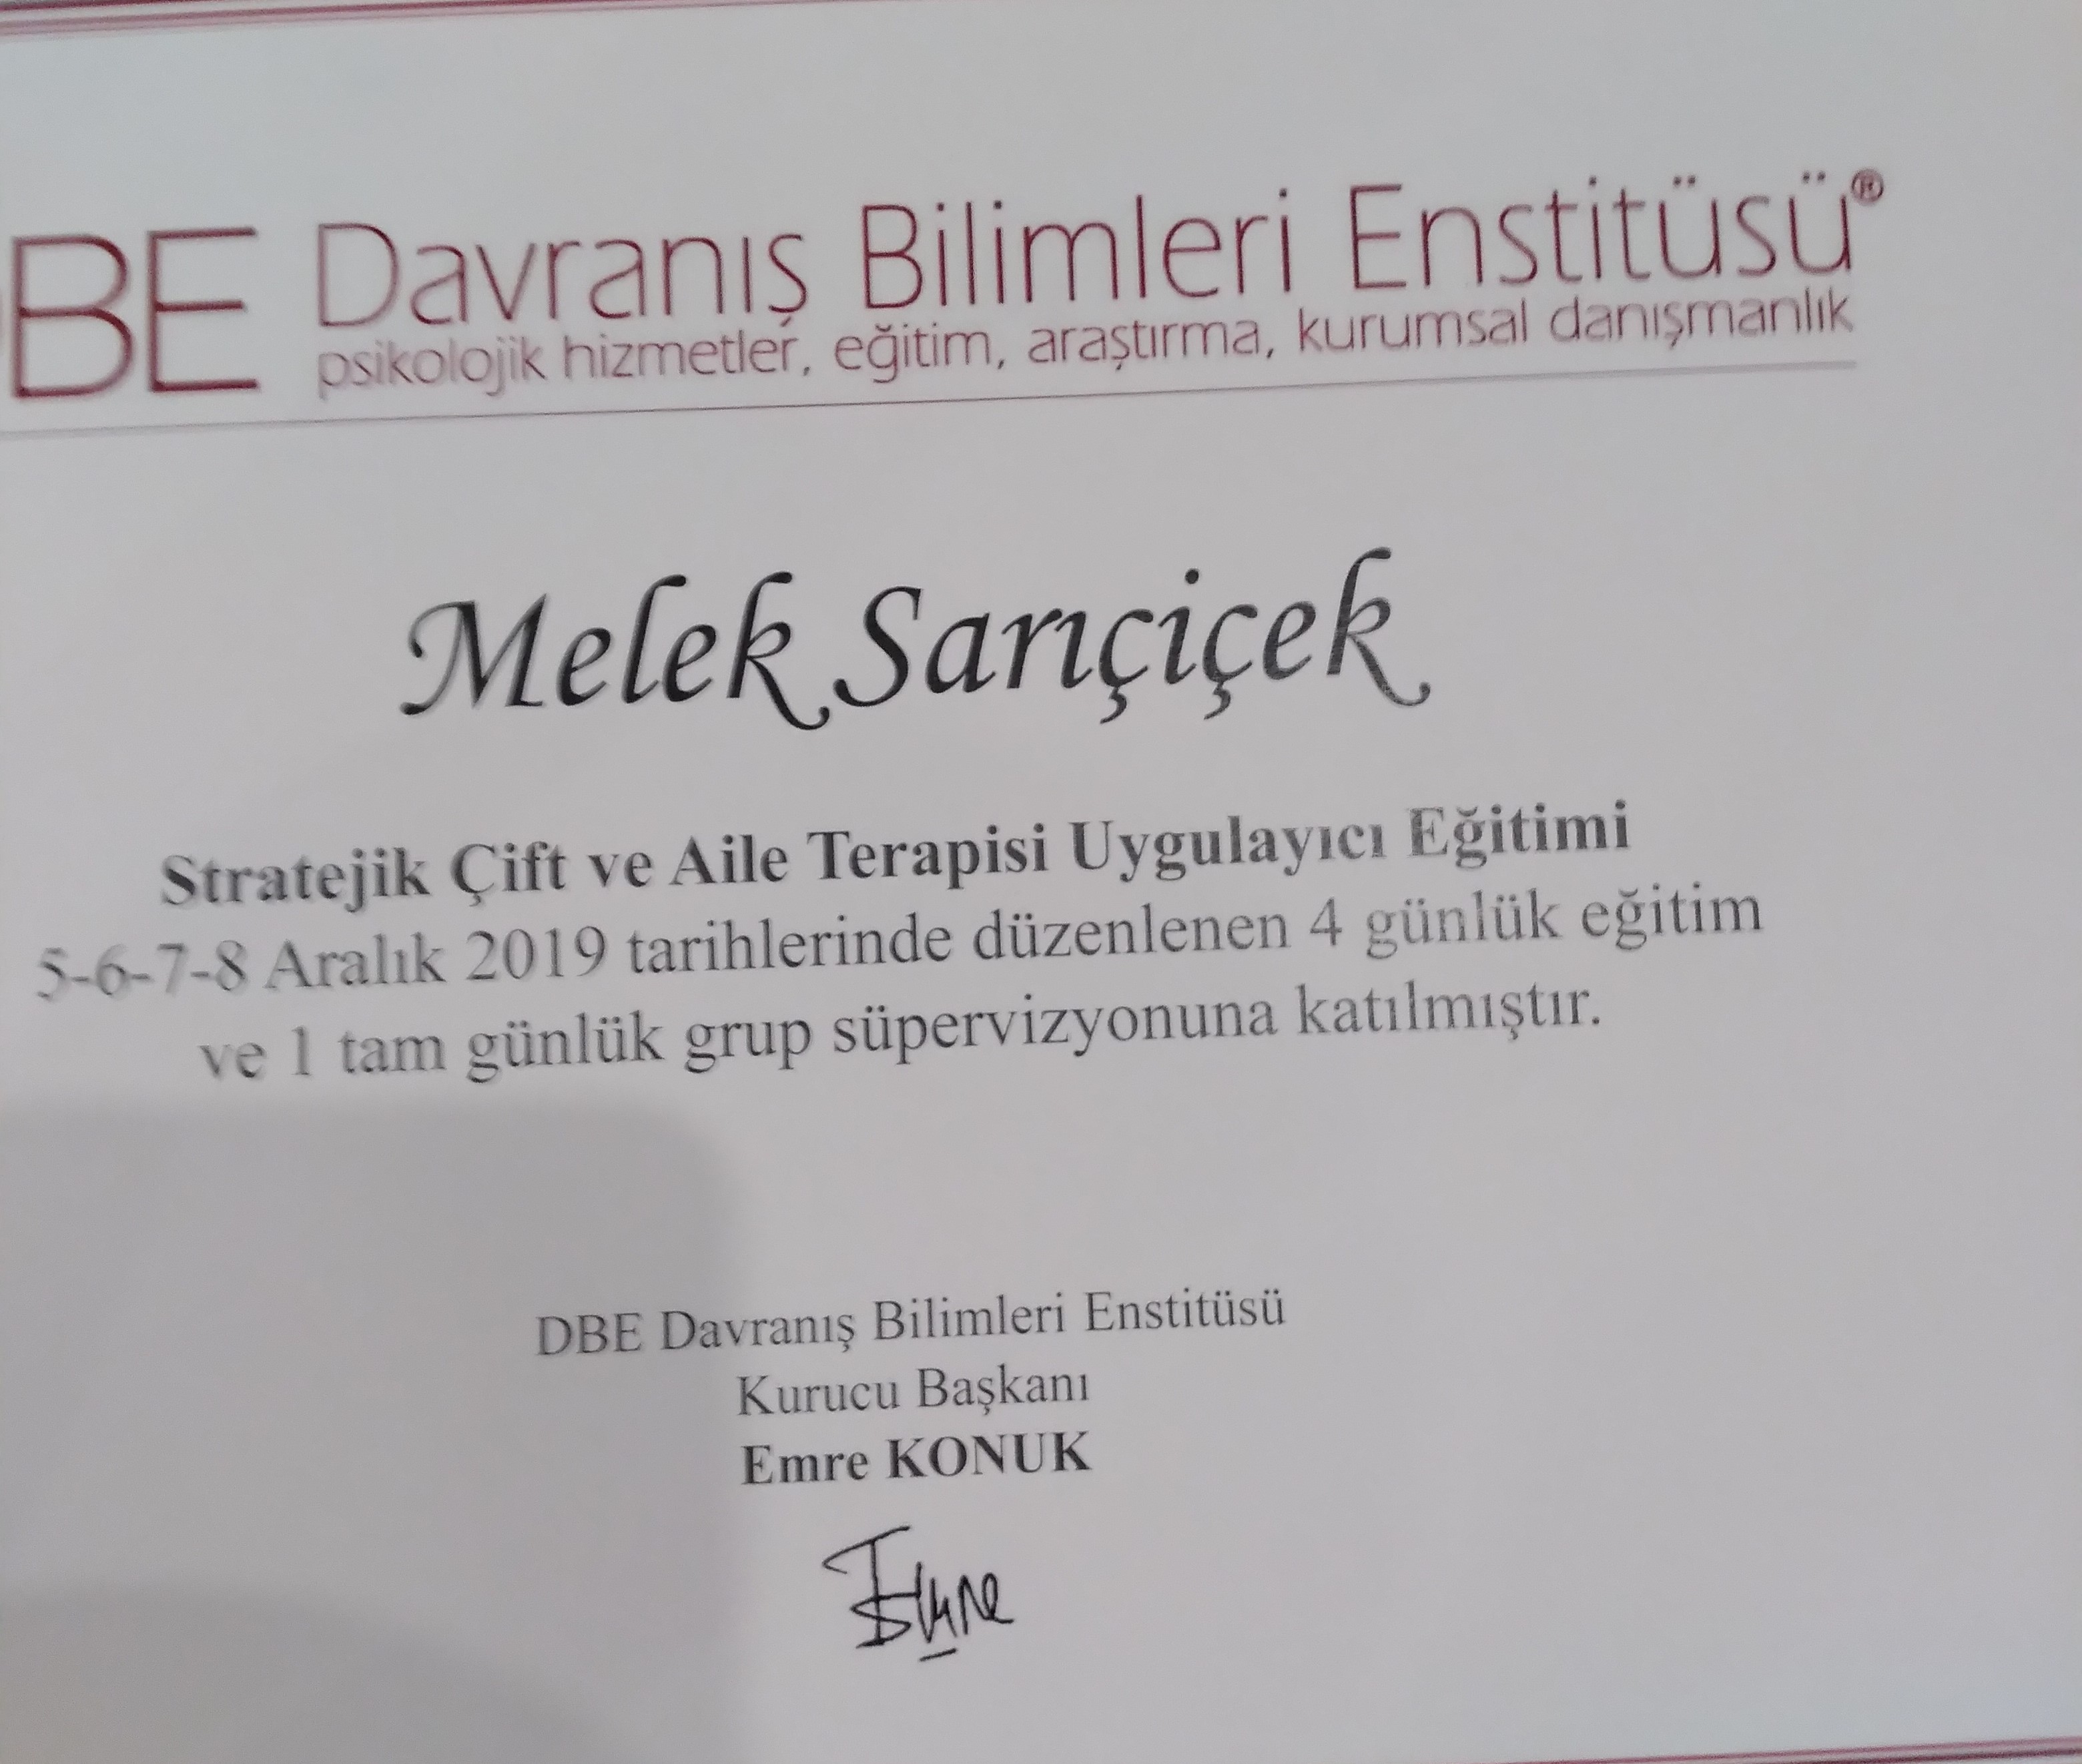 DBE Davranış Bilimleri Enstitüsü®
psikolojik hizmetler, eğitim, araştırma, kurumsal danışmanlık
Melek Sarıçiçek
Stratejik Çift ve Aile Terapisi Uygulayıcı Eğitimi
5-6-7-8 Aralık 2019 tarihlerinde düzenlenen 4 günlük eğitim
ve 1 tam günlük grup süpervizyonuna katılmıştır.
DBE Davranış Bilimleri Enstitüsü
Kurucu Başkanı
Emre KONUK
Emre